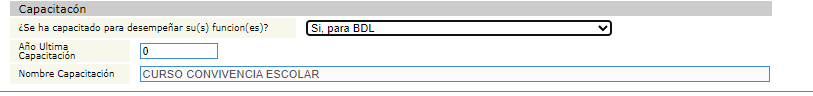 Capacitacón
¿Se ha capacitado para desempeñar su(s) funcion(es)? Si, para BDL
Año Ultima Capacitación 0
Nombre Capacitación CURSO CONVIVENCIA ESCOLAR